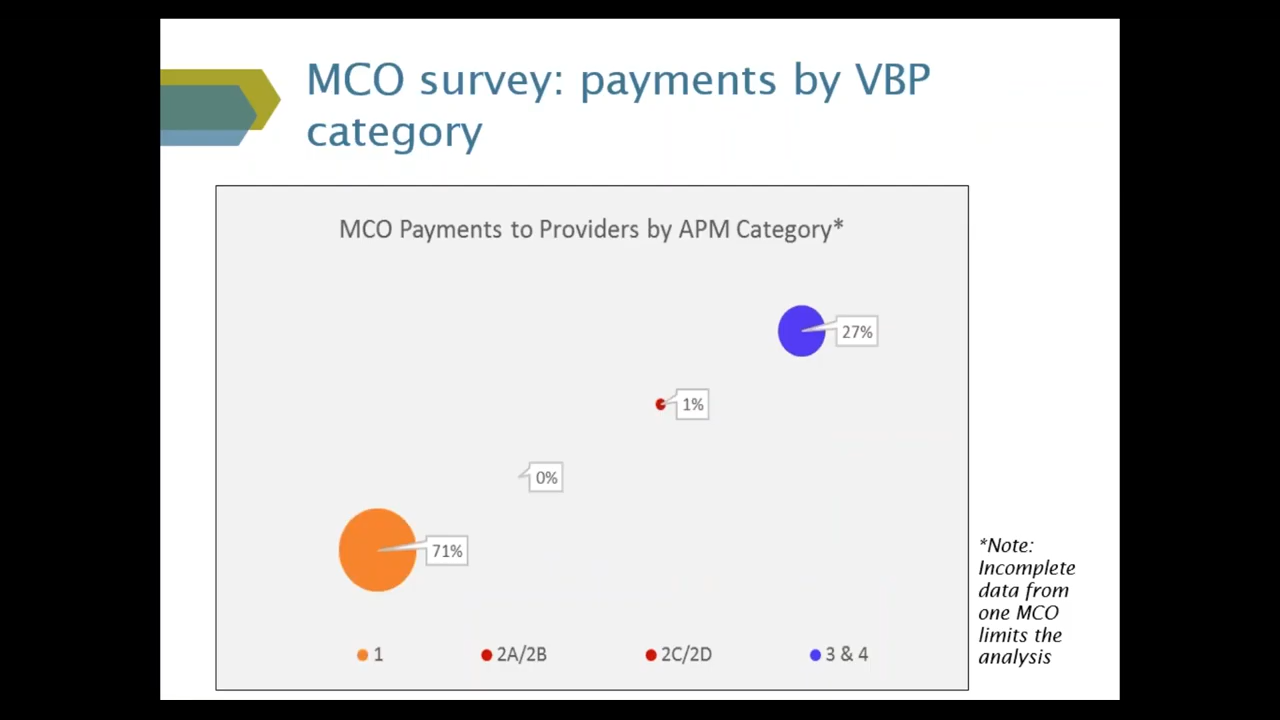 MCO survey: payments by VBP
category
MCO Payments to Providers by APM Category*
27%
1%
0%
71%
1
2A/2B
2C/2D
3 & 4
*Note:
Incomplete
data from
one MCO
limits the
analysis